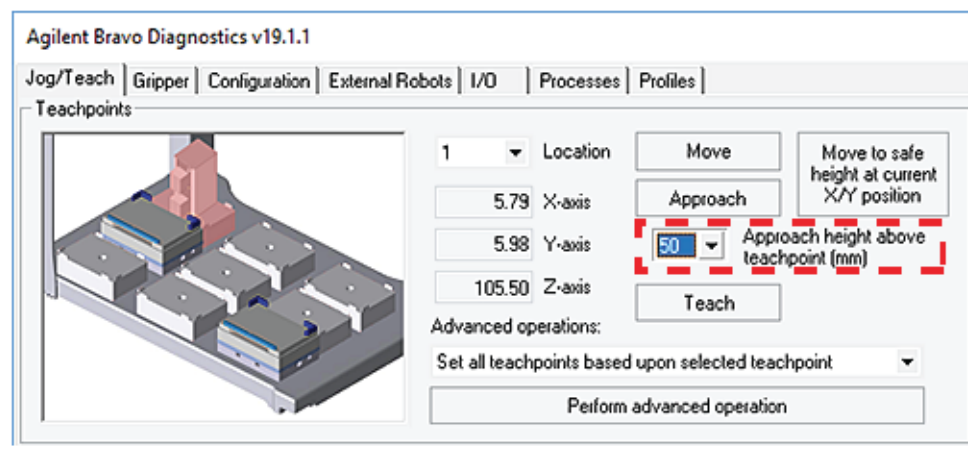 Agilent Bravo Diagnostics v19.1.1
Jog/Teach Gripper Configuration External Robots I/O Processes Profiles
Teachpoints
1 Location
Move
Move to safe
height at current
X/Y position
5.79 X-axis
Approach
5.98 Y-axis
50 Approach height above
teachpoint (mm)
105.50 Z-axis
Teach
Advanced operations:
Set all teachpoints based upon selected teachpoint
Perform advanced operation